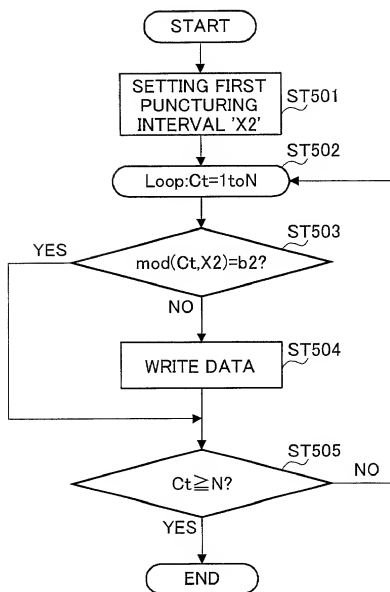 START
SETTING FIRST
PUNCTURING
INTERVAL 'X2'
ST501
ST502
Loop:Ct=1toN
ST503
YES
mod(Ct,X2)=b2?
NO
ST504
WRITE DATA
ST505
Ct≧N?
NO
YES
END